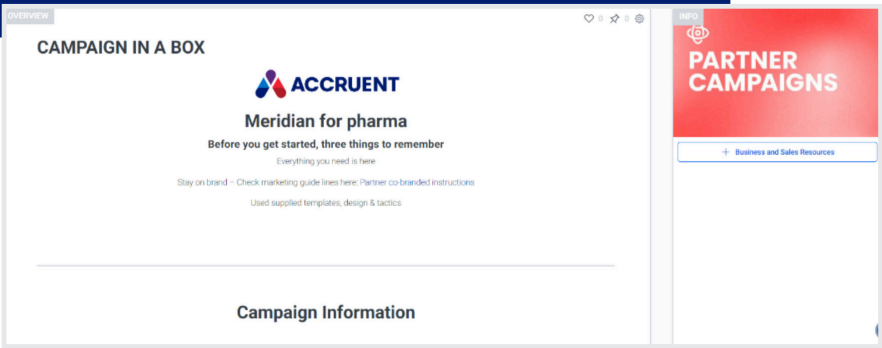 OVERVIEW
0 0
CAMPAIGN IN A BOX
ACCRUENT
Meridian for pharma
Before you get started, three things to remember
Everything you need is here
Stay on brand – Check marketing guide lines here: Partner co-branded instructions
Used supplied templates, design & tactics
Campaign Information
INFO
PARTNER
CAMPAIGNS
+ Business and Sales Resources